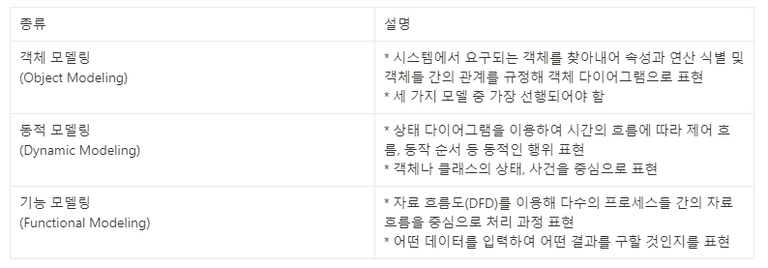 종류
설명
객체 모델링
(Object Modeling)
* 시스템에서 요구되는 객체를 찾아내어 속성과 연산 식별 및
객체들 간의 관계를 규정해 객체 다이어그램으로 표현
* 세 가지 모델 중 가장 선행되어야 함
동적 모델링
(Dynamic Modeling)
* 상태 다이어그램을 이용하여 시간의 흐름에 따라 제어 흐
름, 동작 순서 등 동적인 행위 표현
* 객체나 클래스의 상태, 사건을 중심으로 표현
기능 모델링
(Functional Modeling)
* 자료 흐름도(DFD)를 이용해 다수의 프로세스들 간의 자료
흐름을 중심으로 처리 과정 표현
* 어떤 데이터를 입력하여 어떤 결과를 구할 것인지를 표현